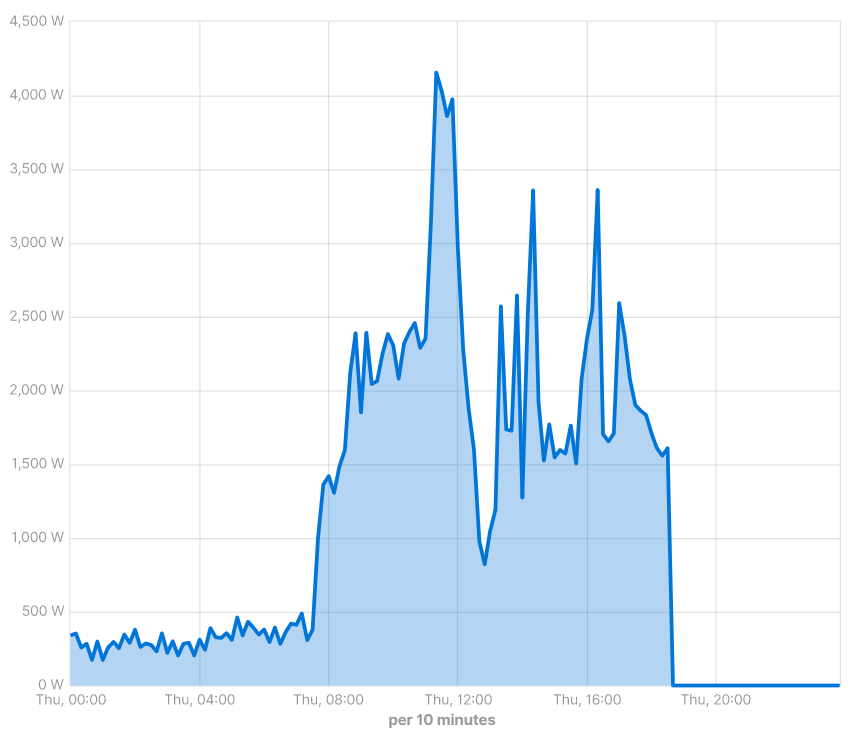 4,500 W
4,000 W
3,500 W
3,000 W
2,500 W
2,000 W
1,500 W
1,000 W
500 W
0 W
Thu, 00:00 Thu, 04:00 Thu, 08:00 Thu, 12:00 Thu, 16:00 Thu, 20:00
per 10 minutes